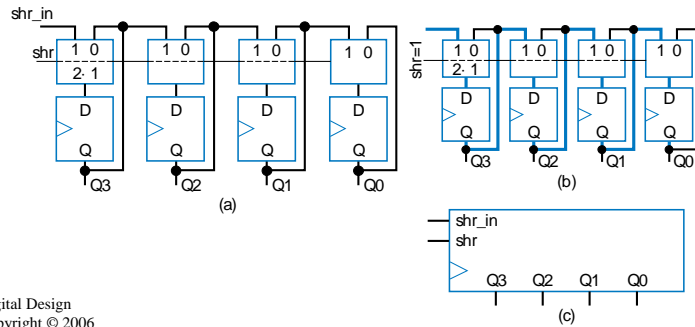 shr_in
shr
1 0
1 0
1 0
1 0
2· 1
D
D
D
D
Q
Q
Q
Q
Q3
Q2
Q1
Q0
(a)
shr=1
1 0
1 0
1 0
1 0
2· 1
D
D
D
D
Q
Q
Q
Q
Q3
Q2
Q1
Q0
(b)
shr_in
shr
Q3 Q2 Q1 Q0
(c)
gital Design
opyright © 2006